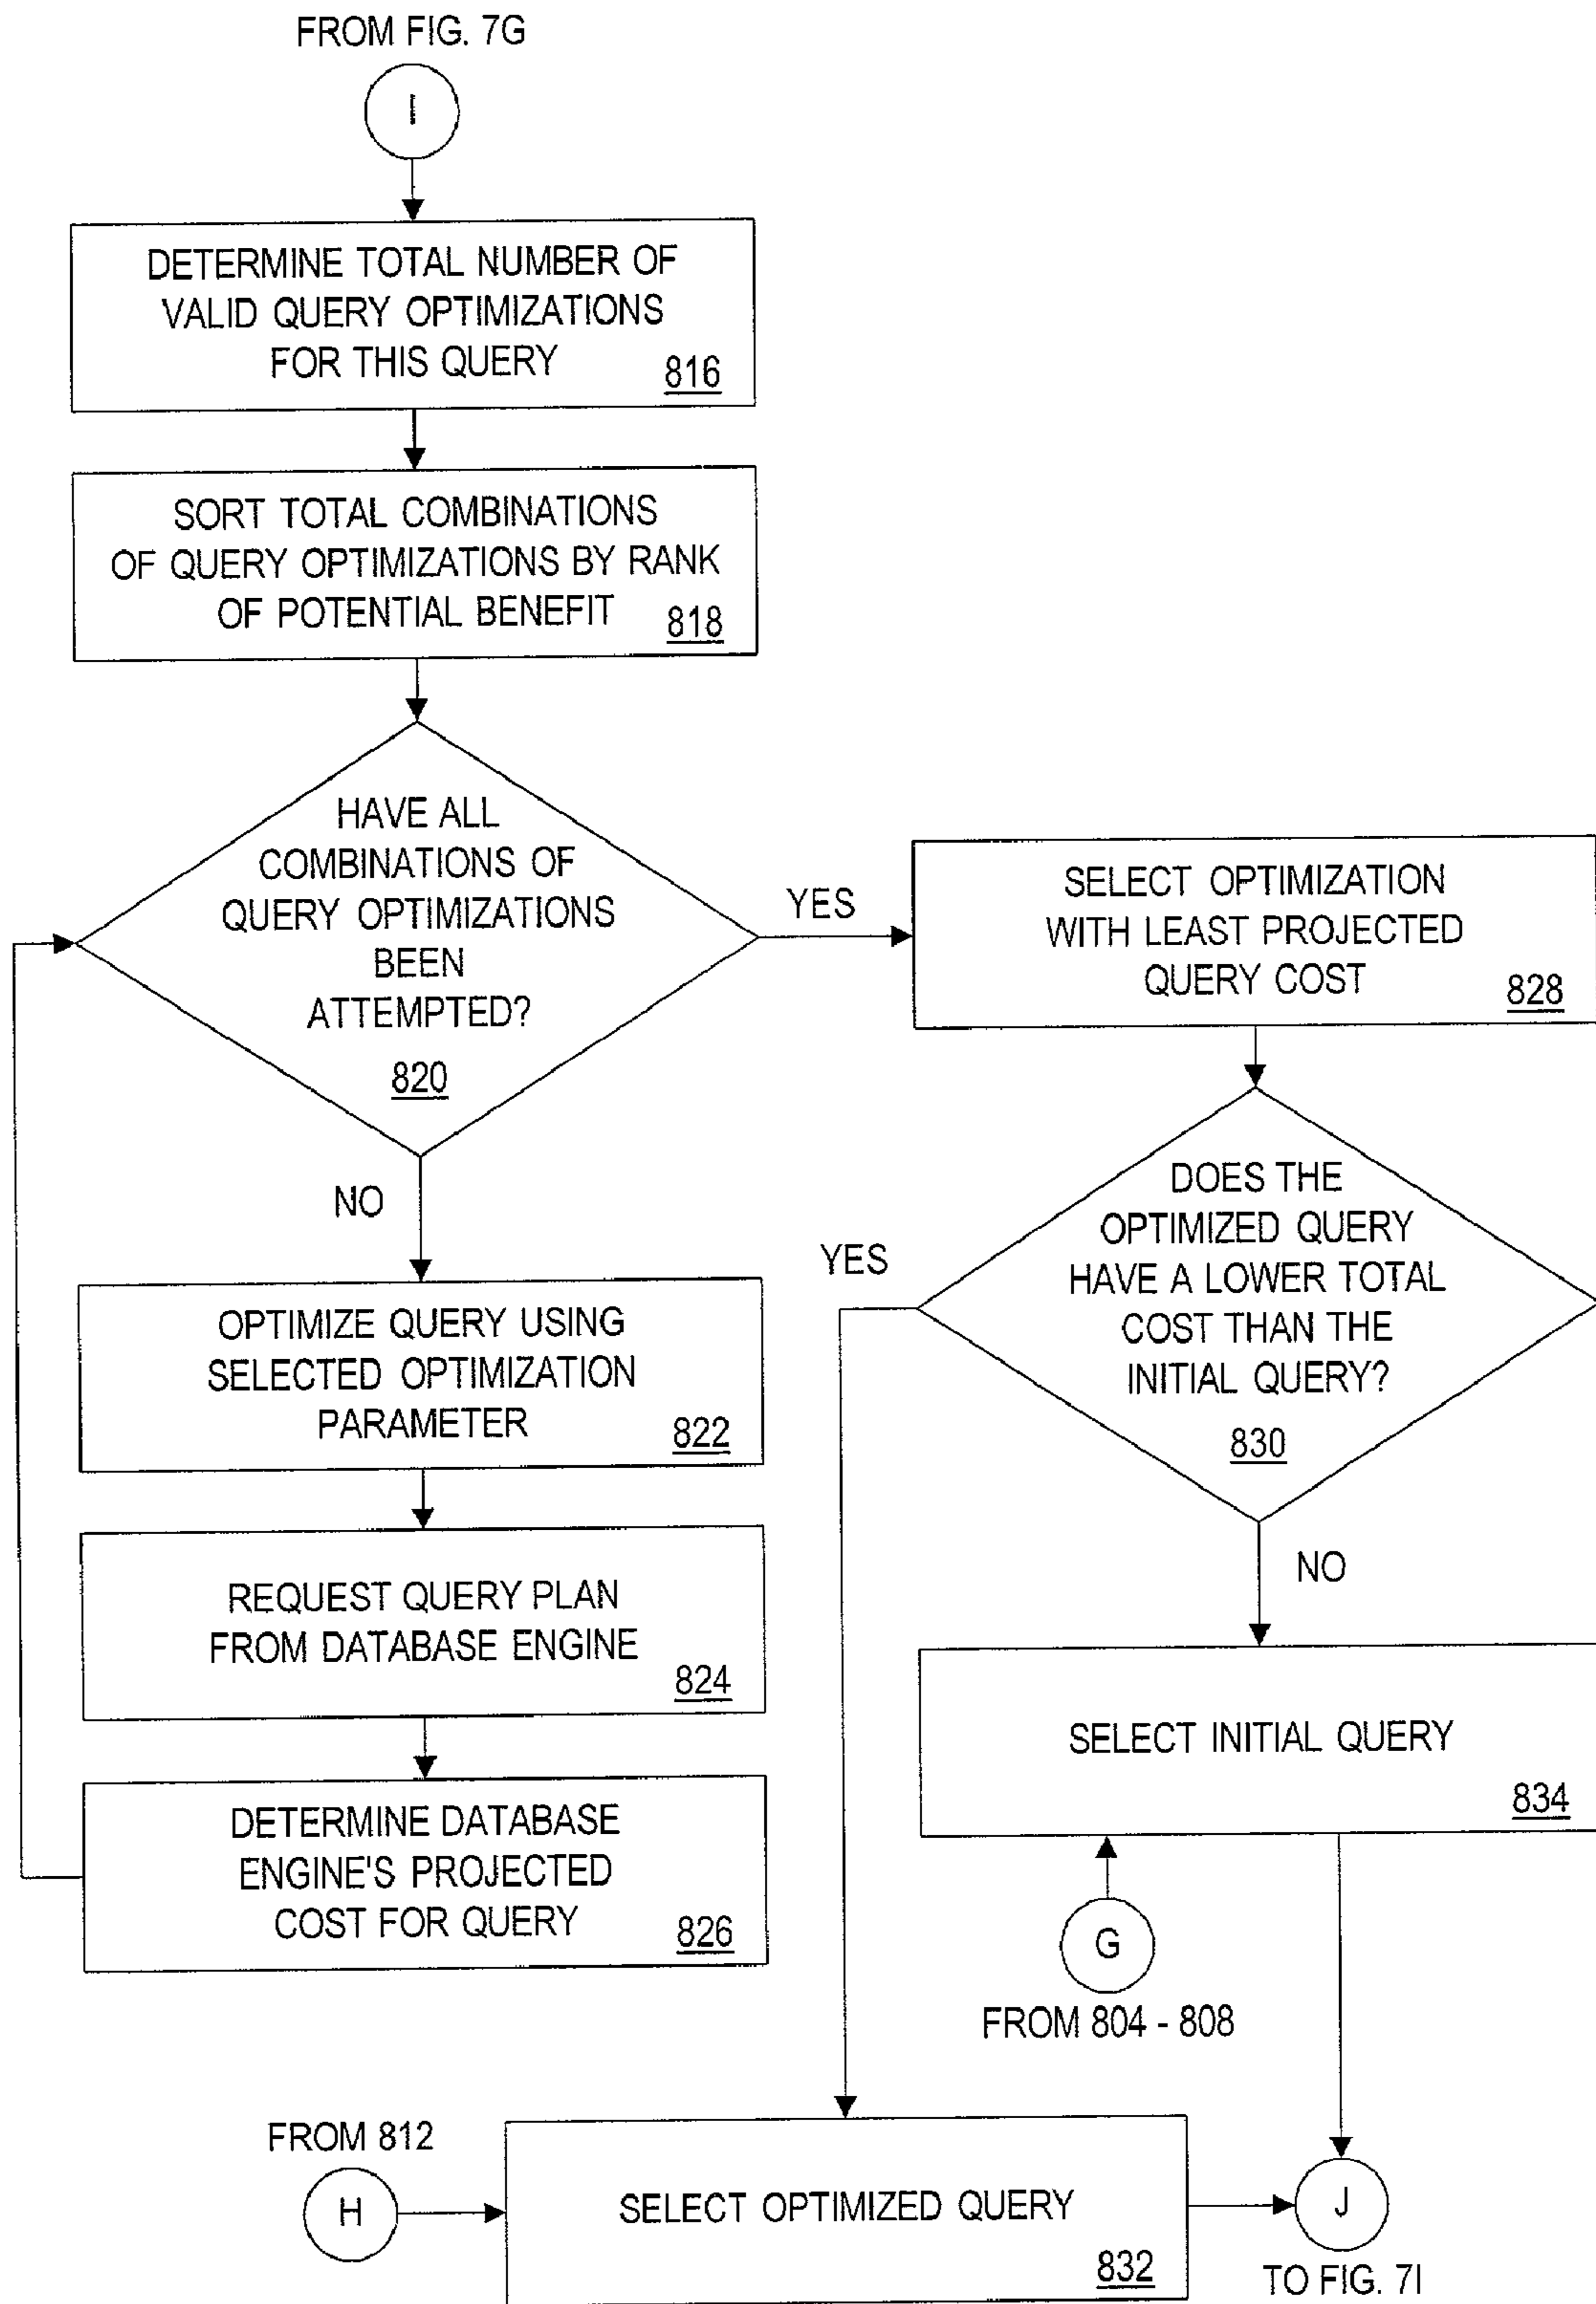 FROM FIG. 7G
I
DETERMINE TOTAL NUMBER OF
VALID QUERY OPTIMIZATIONS
FOR THIS QUERY
816
SORT TOTAL COMBINATIONS
OF QUERY OPTIMIZATIONS BY RANK
OF POTENTIAL BENEFIT
818
HAVE ALL
COMBINATIONS OF
QUERY OPTIMIZATIONS
BEEN
ATTEMPTED?
820
YES
NO
SELECT OPTIMIZATION
WITH LEAST PROJECTED
QUERY COST
828
OPTIMIZE QUERY USING
SELECTED OPTIMIZATION
PARAMETER
822
REQUEST QUERY PLAN
FROM DATABASE ENGINE
824
DETERMINE DATABASE
ENGINE'S PROJECTED
COST FOR QUERY
826
DOES THE
OPTIMIZED QUERY
HAVE A LOWER TOTAL
COST THAN THE
INITIAL QUERY?
830
YES
NO
SELECT INITIAL QUERY
834
G
FROM 804 - 808
FROM 812
H
SELECT OPTIMIZED QUERY
832
J
TO FIG. 7I